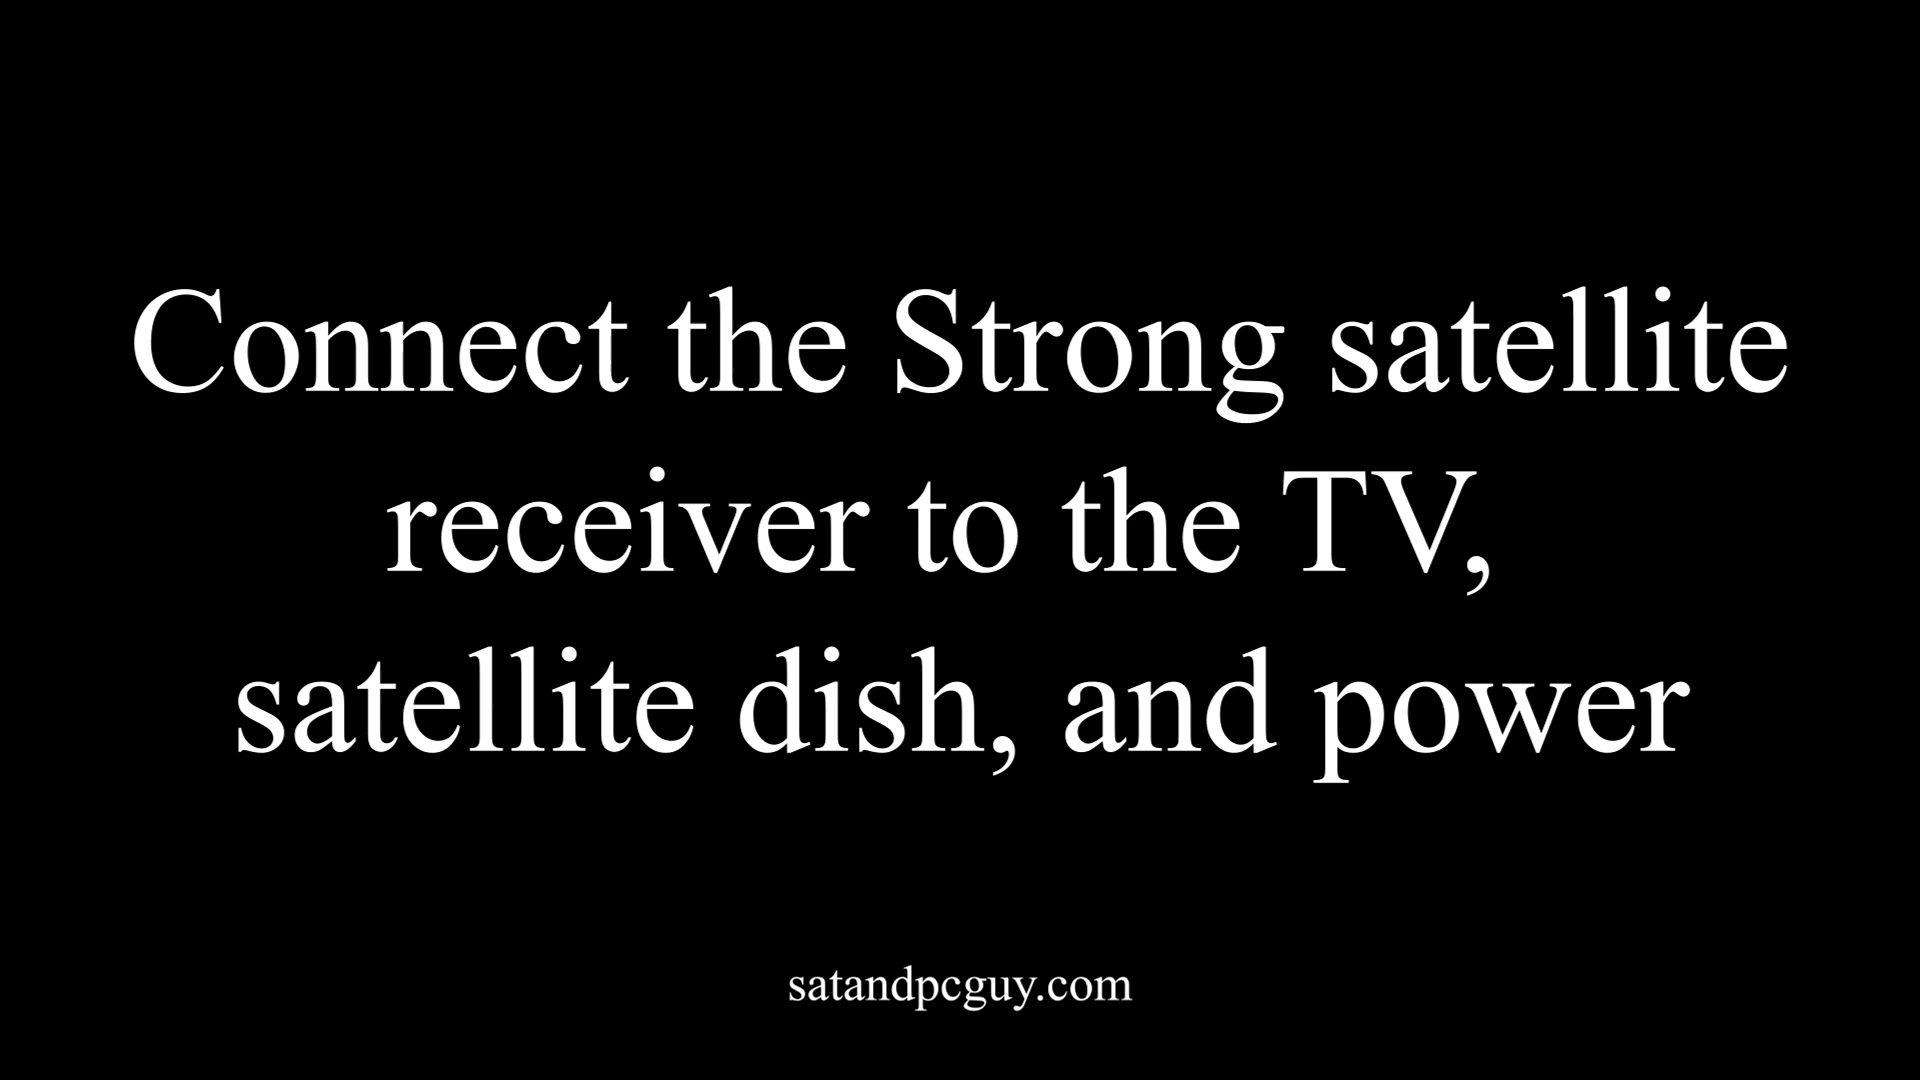 Connect the Strong satellite
receiver to the TV,
satellite dish, and power
satandpcguy.com